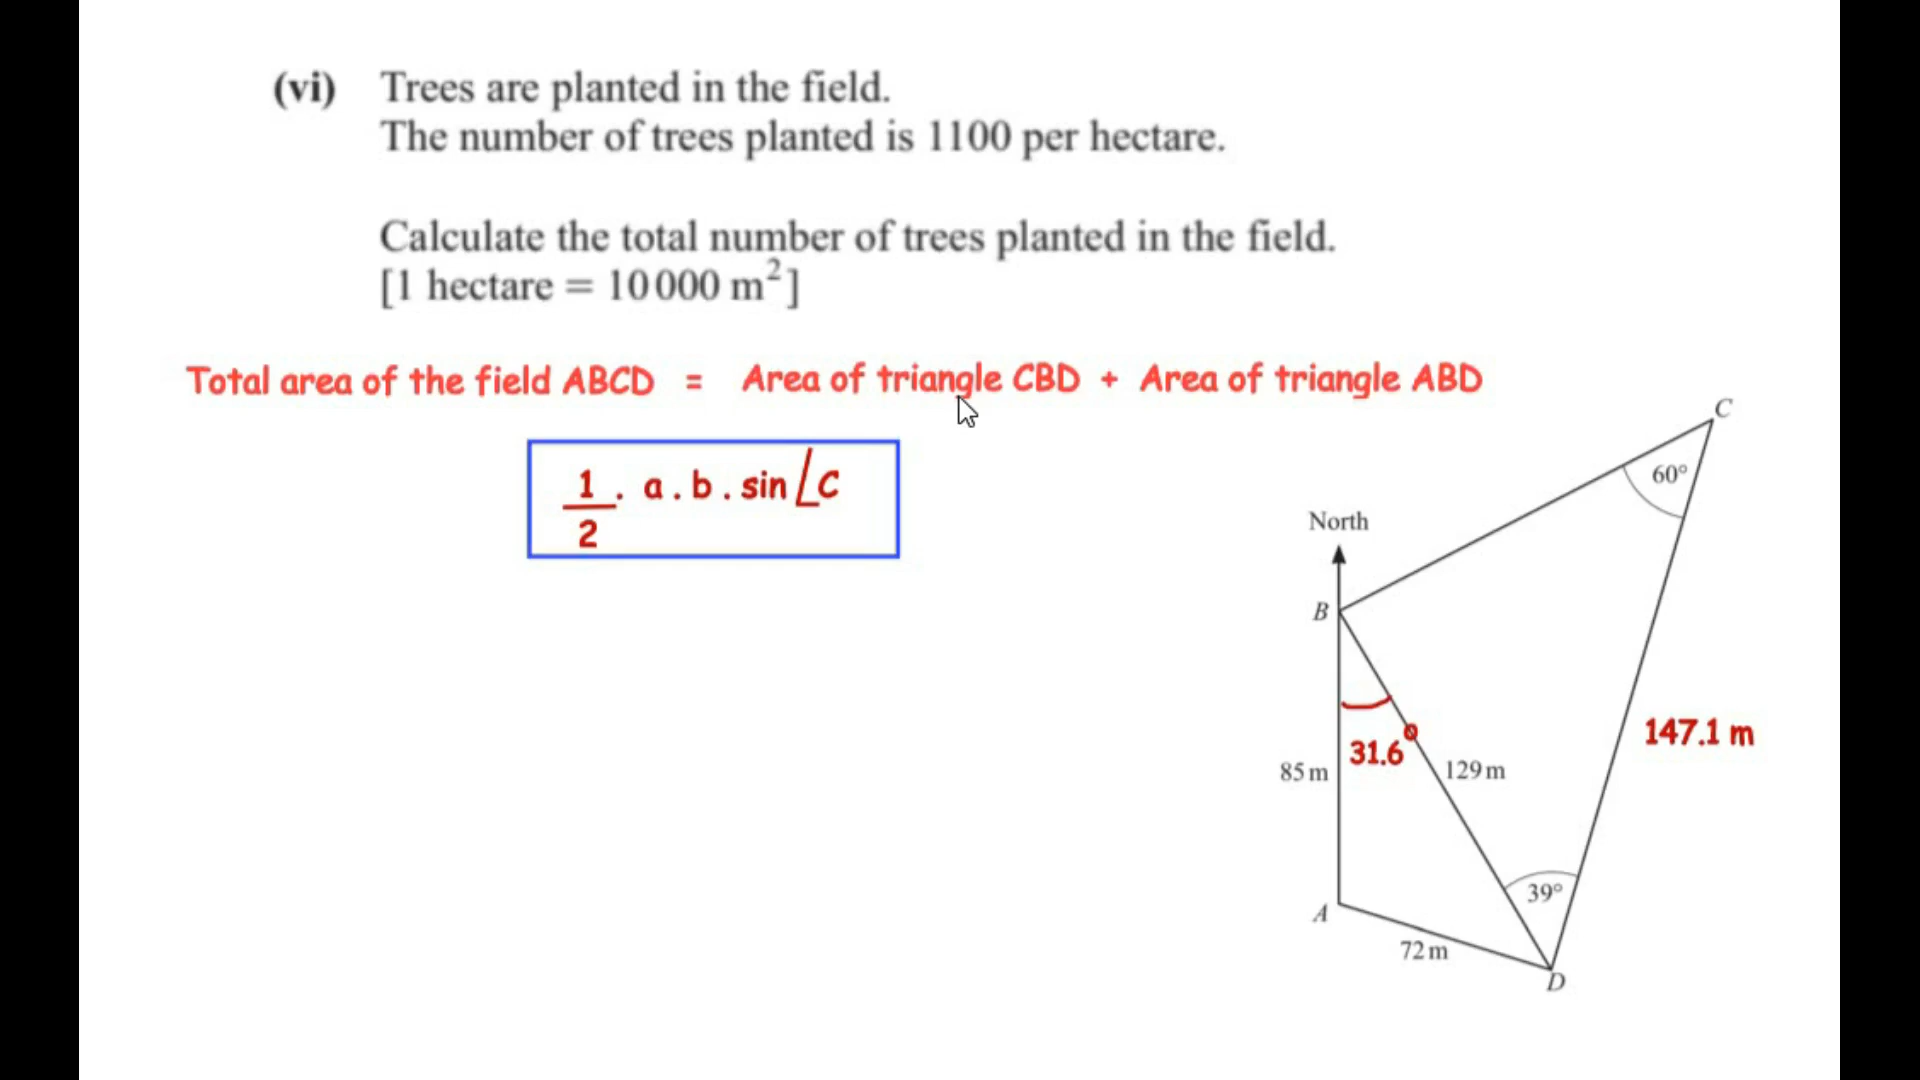 (vi) Trees are planted in the field.
The number of trees planted is 1100 per hectare.
Calculate the total number of trees planted in the field.
[1 hectare = 10 000 m²]
Total area of the field ABCD = Area of triangle CBD + Area of triangle ABD
1/2 . a . b . sin ∠C
C
60°
North
B
147.1 m
31.6°
85 m
129 m
39°
A
72 m
D